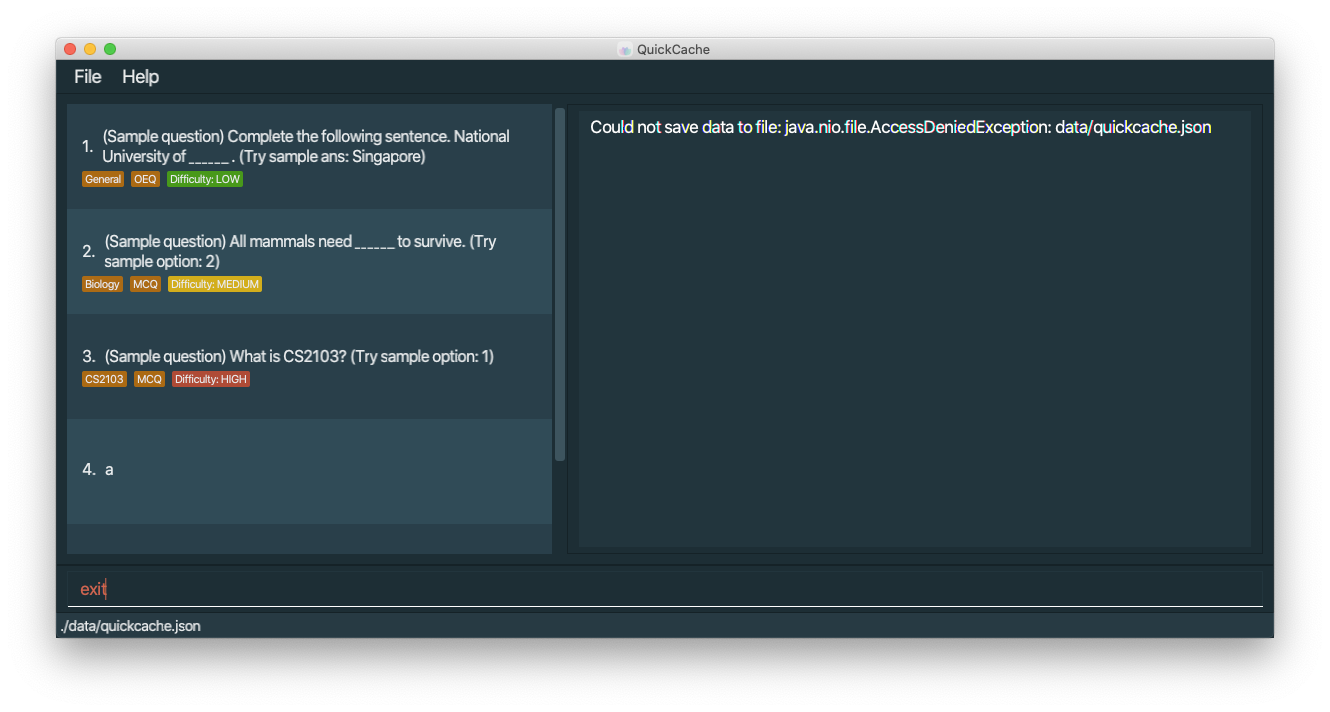 QuickCache
File Help
1. (Sample question) Complete the following sentence. National
University of ______ . (Try sample ans: Singapore)
General OEQ Difficulty: LOW
2. (Sample question) All mammals need ______ to survive. (Try
sample option: 2)
Biology MCQ Difficulty: MEDIUM
3. (Sample question) What is CS2103? (Try sample option: 1)
CS2103 MCQ Difficulty: HIGH
4. a
Could not save data to file: java.nio.file.AccessDeniedException: data/quickcache.json
exit
./data/quickcache.json